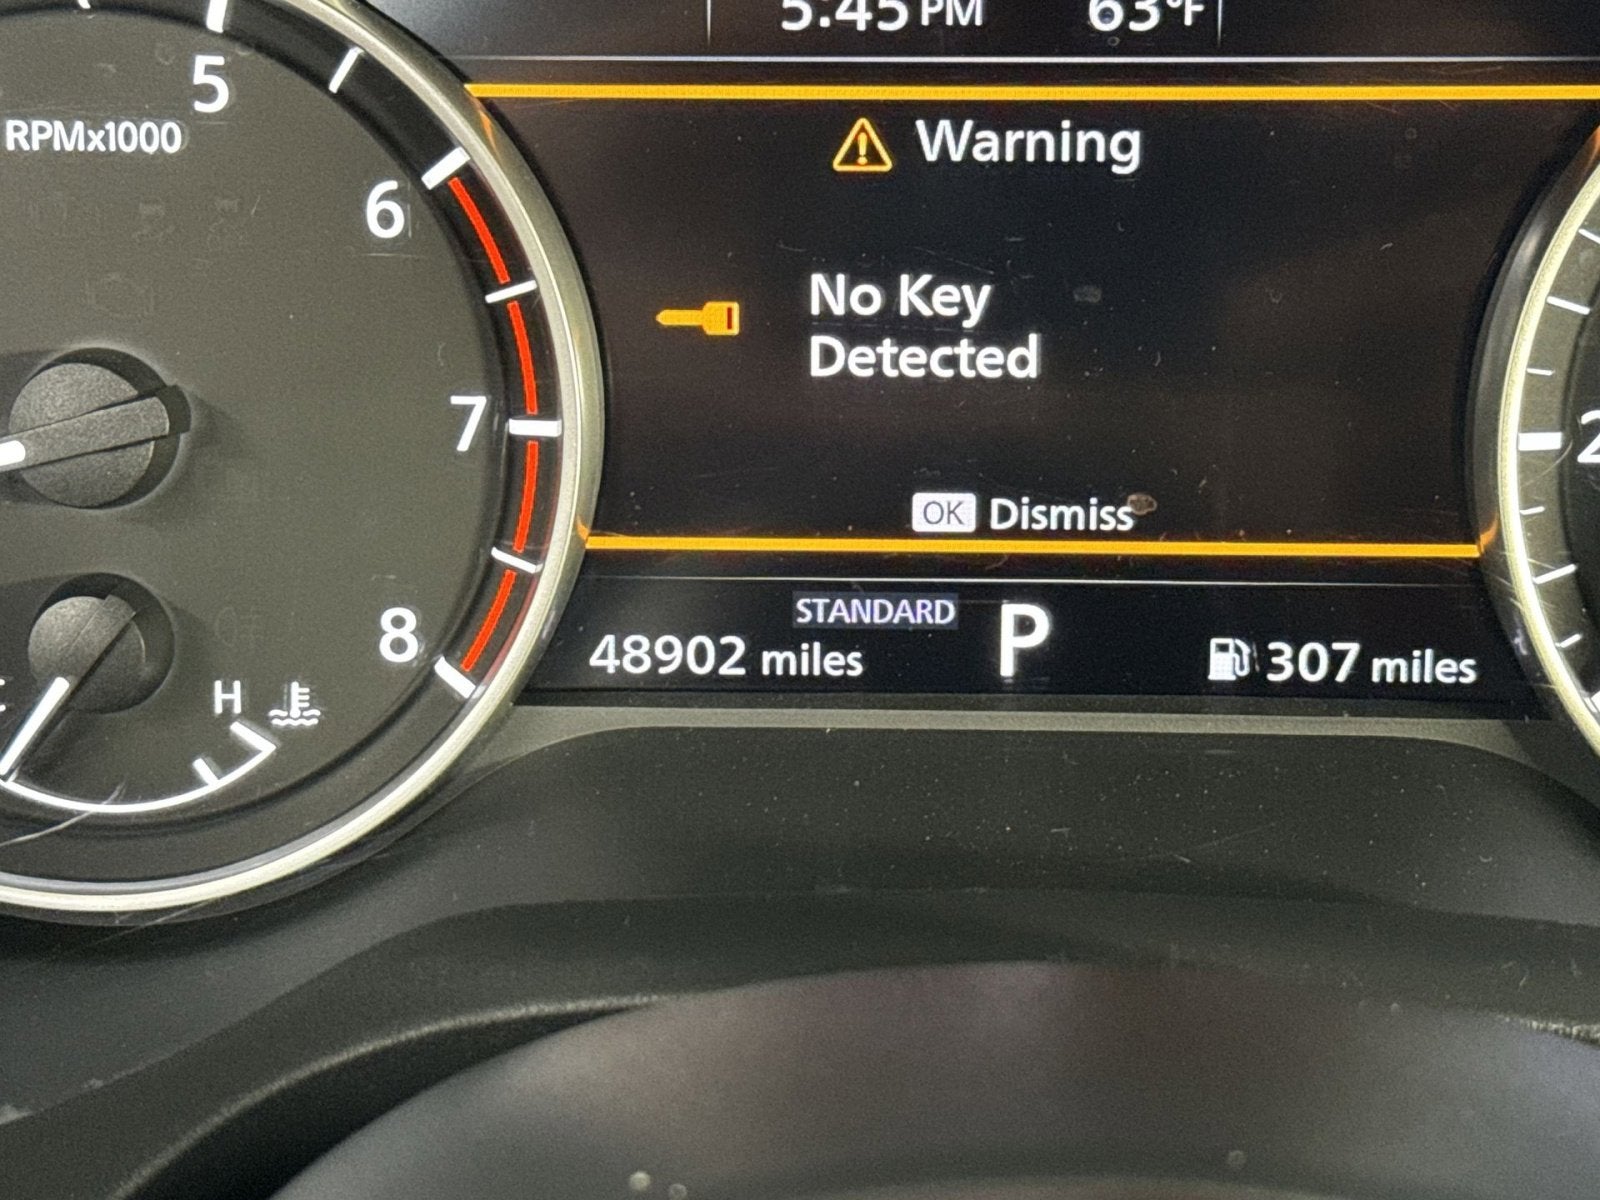 5:45 PM 63°F
5
RPMx1000
Warning
6
No Key
Detected
7
2
OK Dismiss
STANDARD
P
8
48902 miles
307 miles
H